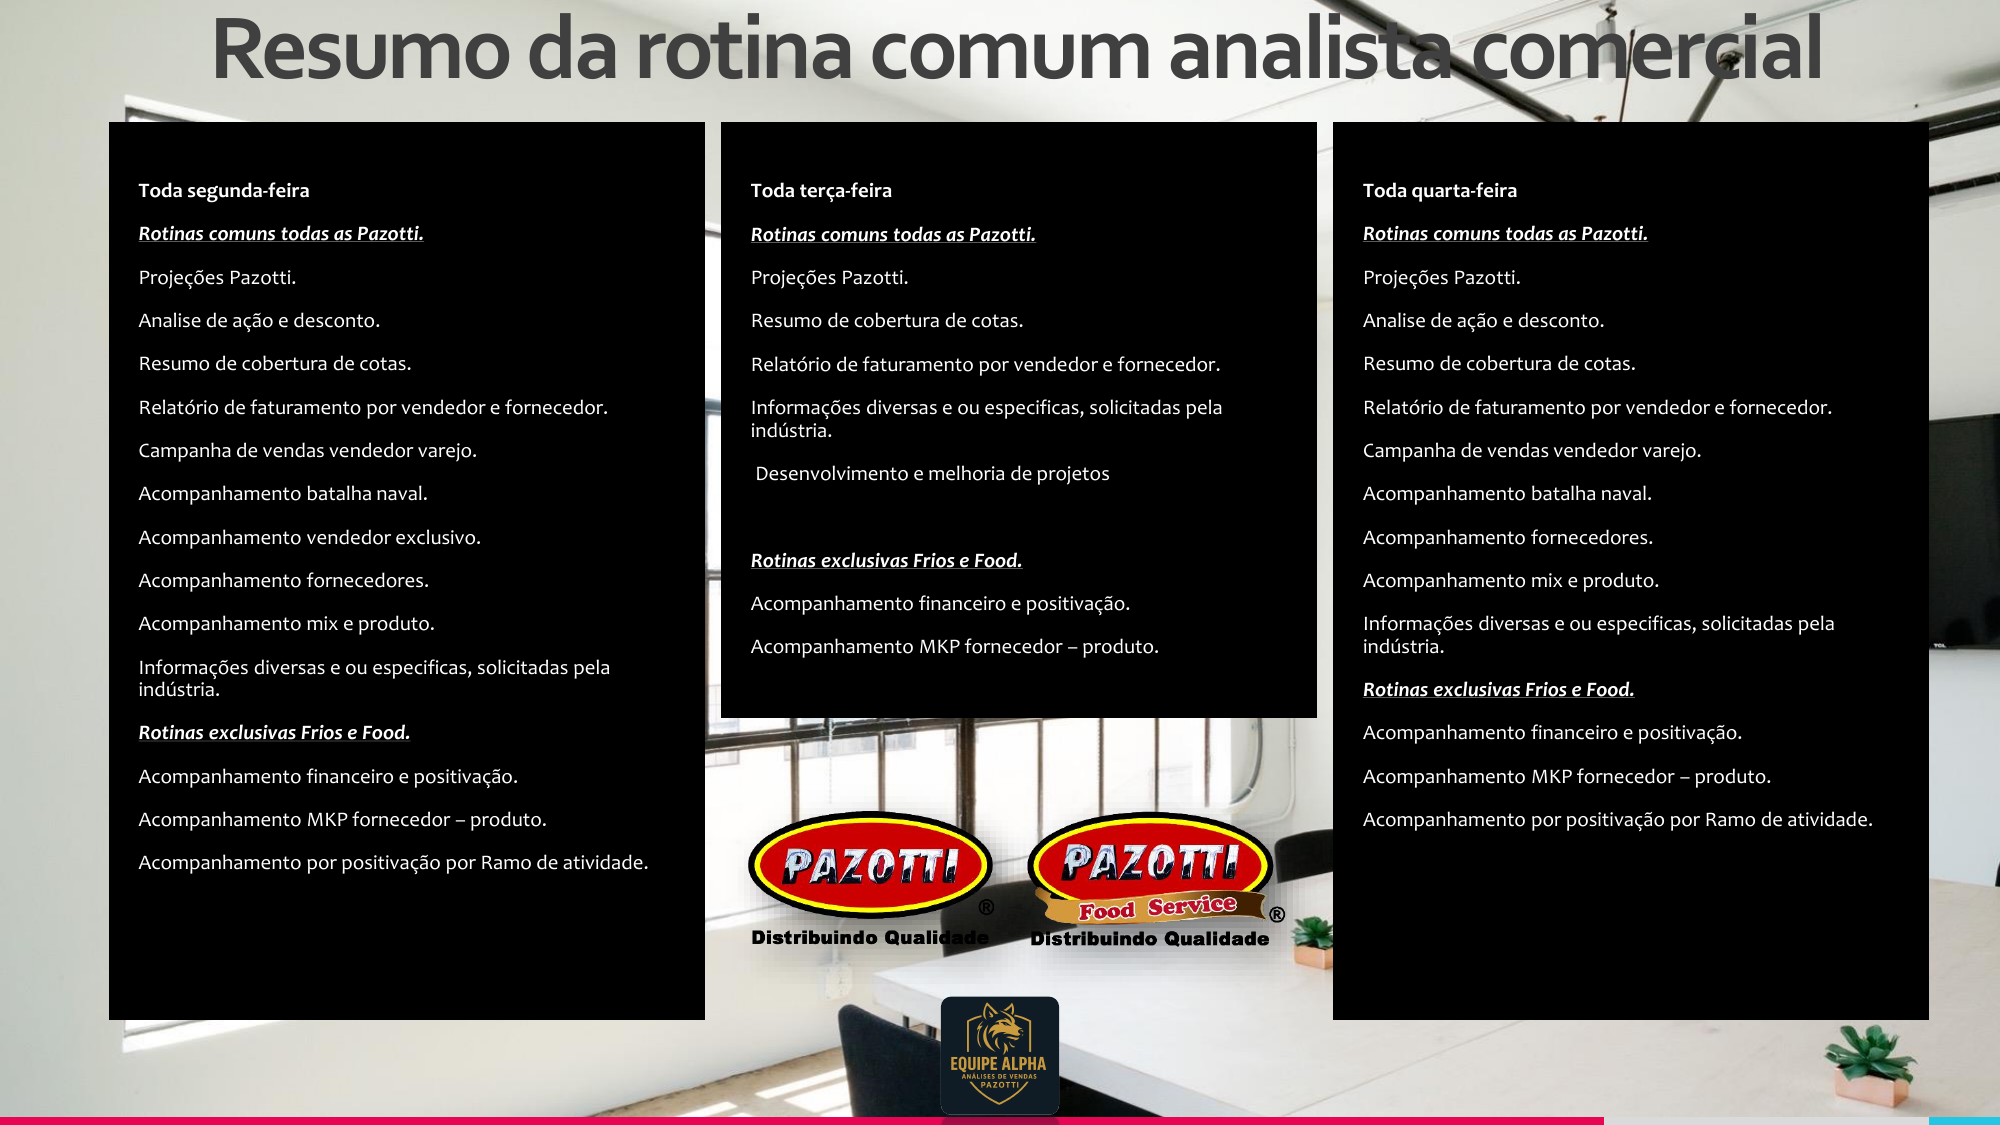 Resumo da rotina comum analista comercial
Toda segunda-feira
Rotinas comuns todas as Pazotti.
Projeções Pazotti.
Analise de ação e desconto.
Resumo de cobertura de cotas.
Relatório de faturamento por vendedor e fornecedor.
Campanha de vendas vendedor varejo.
Acompanhamento batalha naval.
Acompanhamento vendedor exclusivo.
Acompanhamento fornecedores.
Acompanhamento mix e produto.
Informações diversas e ou especificas, solicitadas pela
indústria.
Rotinas exclusivas Frios e Food.
Acompanhamento financeiro e positivação.
Acompanhamento MKP fornecedor – produto.
Acompanhamento por positivação por Ramo de atividade.
Toda terça-feira
Rotinas comuns todas as Pazotti.
Projeções Pazotti.
Resumo de cobertura de cotas.
Relatório de faturamento por vendedor e fornecedor.
Informações diversas e ou especificas, solicitadas pela
indústria.
Desenvolvimento e melhoria de projetos
Rotinas exclusivas Frios e Food.
Acompanhamento financeiro e positivação.
Acompanhamento MKP fornecedor – produto.
Toda quarta-feira
Rotinas comuns todas as Pazotti.
Projeções Pazotti.
Analise de ação e desconto.
Resumo de cobertura de cotas.
Relatório de faturamento por vendedor e fornecedor.
Campanha de vendas vendedor varejo.
Acompanhamento batalha naval.
Acompanhamento fornecedores.
Acompanhamento mix e produto.
Informações diversas e ou especificas, solicitadas pela
indústria.
Rotinas exclusivas Frios e Food.
Acompanhamento financeiro e positivação.
Acompanhamento MKP fornecedor – produto.
Acompanhamento por positivação por Ramo de atividade.
TCL
PAZOTTI
®
Distribuindo Qualidade
PAZOTTI
Food Service
®
Distribuindo Qualidade
EQUIPE ALPHA
ANÁLISES DE VENDAS
PAZOTTI